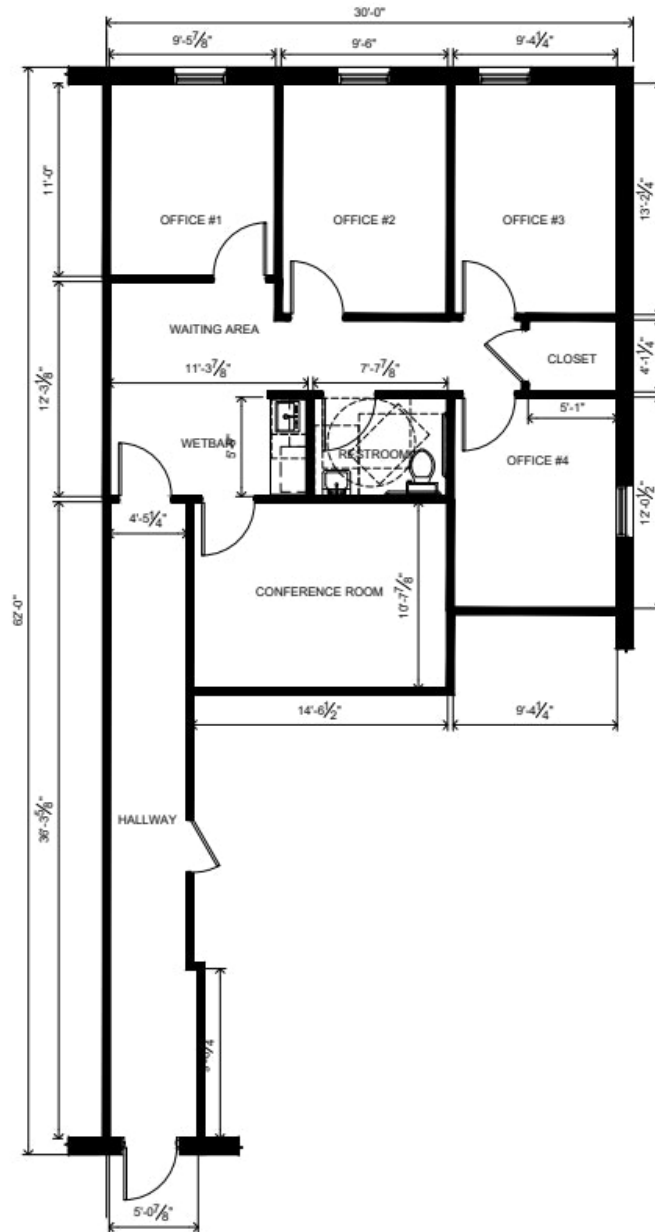 30'-0"
9'-5 7/8"
9'-6"
9'-4 1/4"
11'-0"
13'-2 1/4"
OFFICE #1
OFFICE #2
OFFICE #3
WAITING AREA
CLOSET
4'-1 1/4"
12'-3 1/8"
11'-3 7/8"
7'-7 7/8"
5'-1"
WETBAR
RESTROOM
OFFICE #4
12'-0 1/2"
4'-5 1/4"
CONFERENCE ROOM
10'-7 7/8"
62'-0"
14'-6 1/2"
9'-4 1/4"
HALLWAY
36'-3 5/8"
5'-0 7/8"